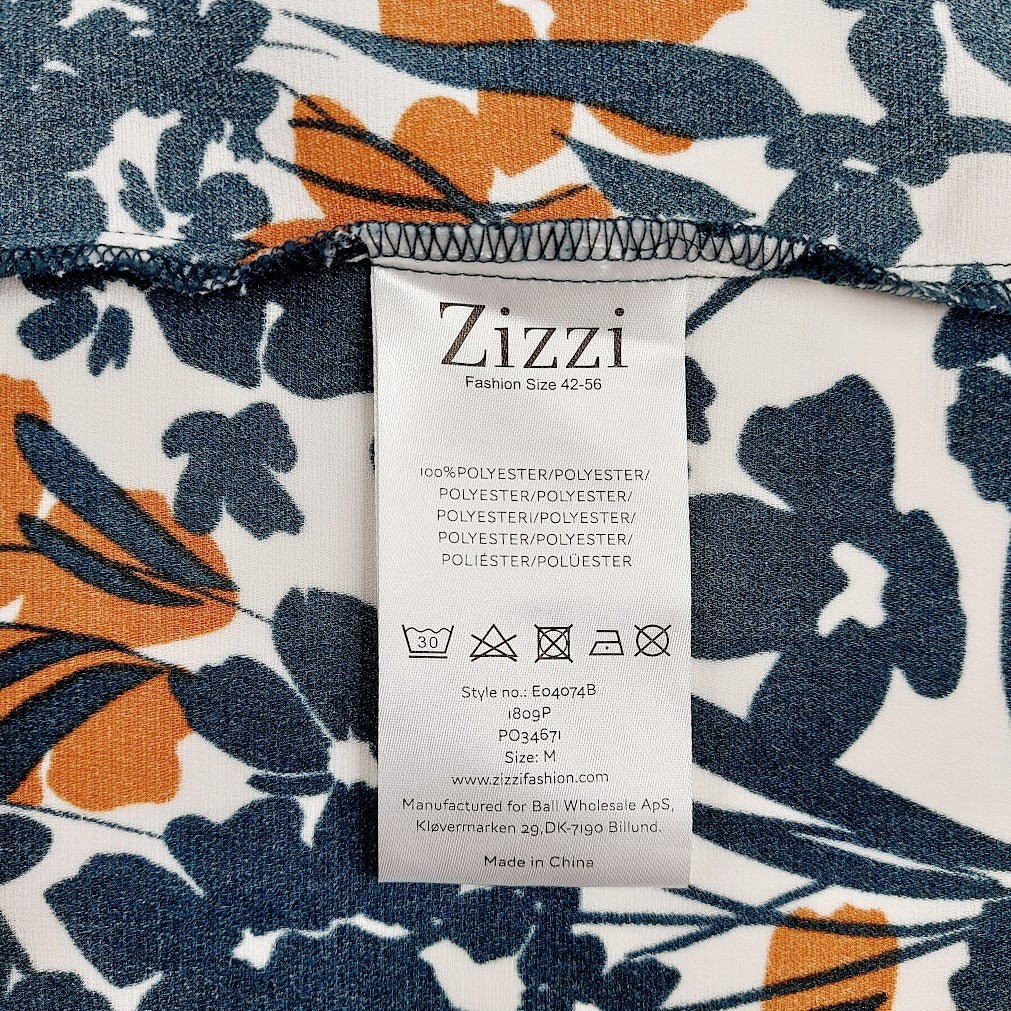 Zizzi
Fashion Size 42-56
100%POLYESTER/POLYESTER/
POLYESTER/POLYESTER/
POLYESTERI/POLYESTER/
POLYESTER/POLYESTER/
POLIÉSTER/POLÜESTER
30
Style no.: E04074B
1809P
PO34671
Size: M
www.zizzifashion.com
Manufactured for Ball Wholesale ApS,
Kløvermarken 29,DK-7190 Billund.
Made in China